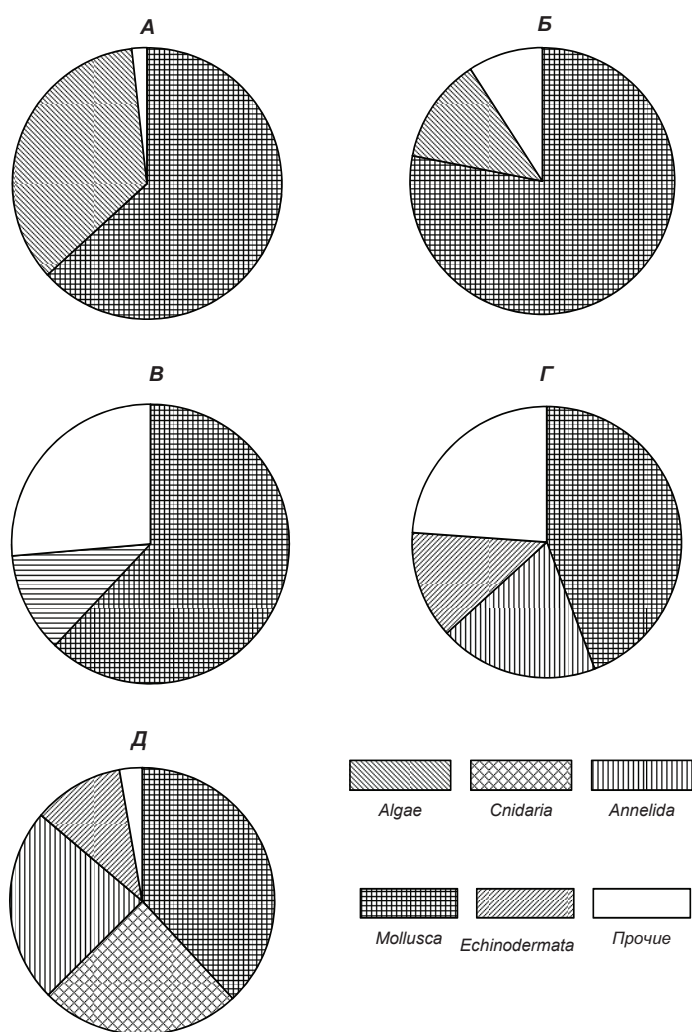 А
Б
В
Г
Д
Algae
Cnidaria
Annelida
Mollusca
Echinodermata
Прочие